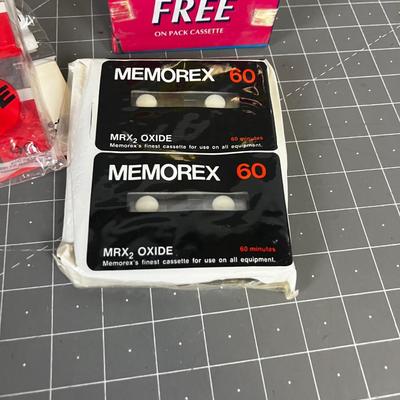 FREE
ON PACK CASSETTE
MEMOREX 60
MRX₂ OXIDE
60 minutes
Memorex's finest cassette for use on all equipment.
MEMOREX 60
MRX₂ OXIDE
60 minutes
Memorex's finest cassette for use on all equipment.